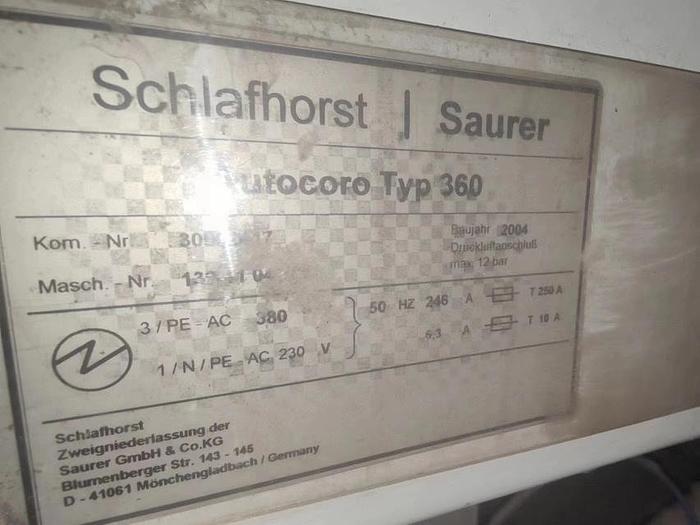 Schlafhorst | Saurer
Autocoro Typ 360
Kom. - Nr.
Masch. - Nr.
Baujahr 2004
Druckluftanschluß
max. 12 bar
3 / PE - AC 380
1 / N / PE - AC 230 V
50 HZ 246 A T 250 A
6,3 A T 10 A
Schlafhorst
Zweigniederlassung der
Saurer GmbH & Co.KG
Blumenberger Str. 143 - 145
D - 41061 Mönchengladbach / Germany